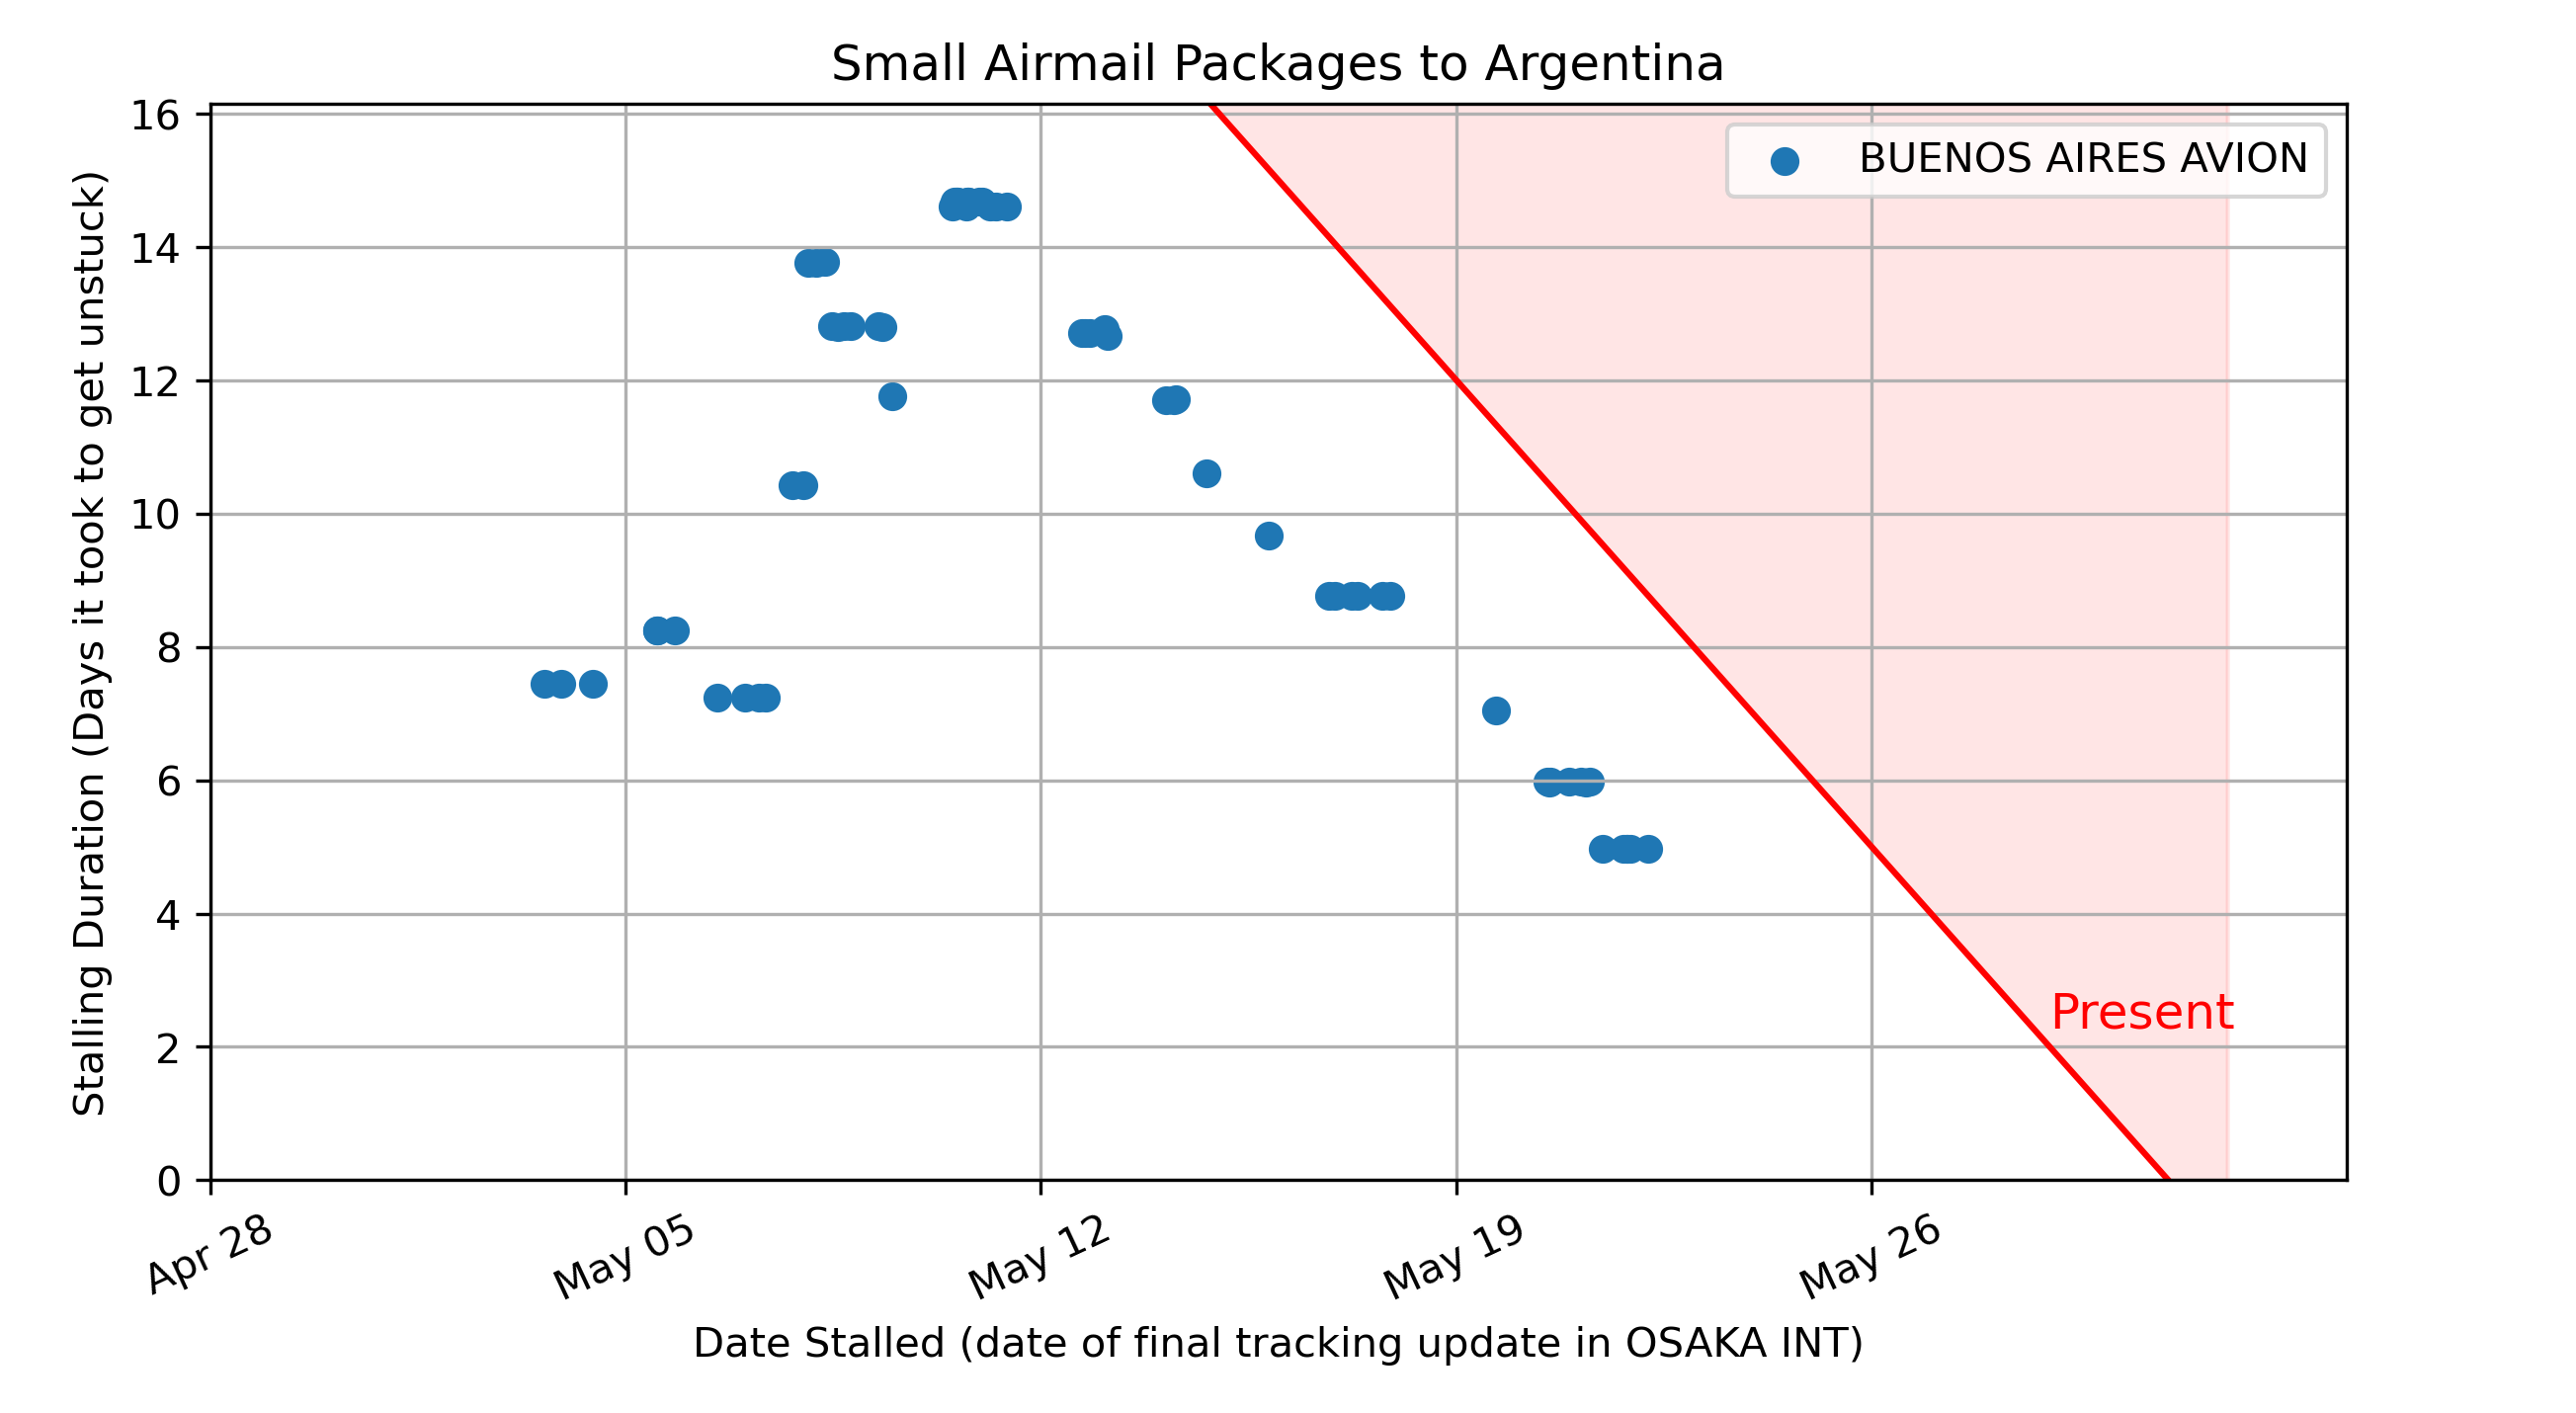 Small Airmail Packages to Argentina
BUENOS AIRES AVION
Stalling Duration (Days it took to get unstuck)
16
14
12
10
8
6
4
2
0
Present
Apr 28
May 05
May 12
May 19
May 26
Date Stalled (date of final tracking update in OSAKA INT)